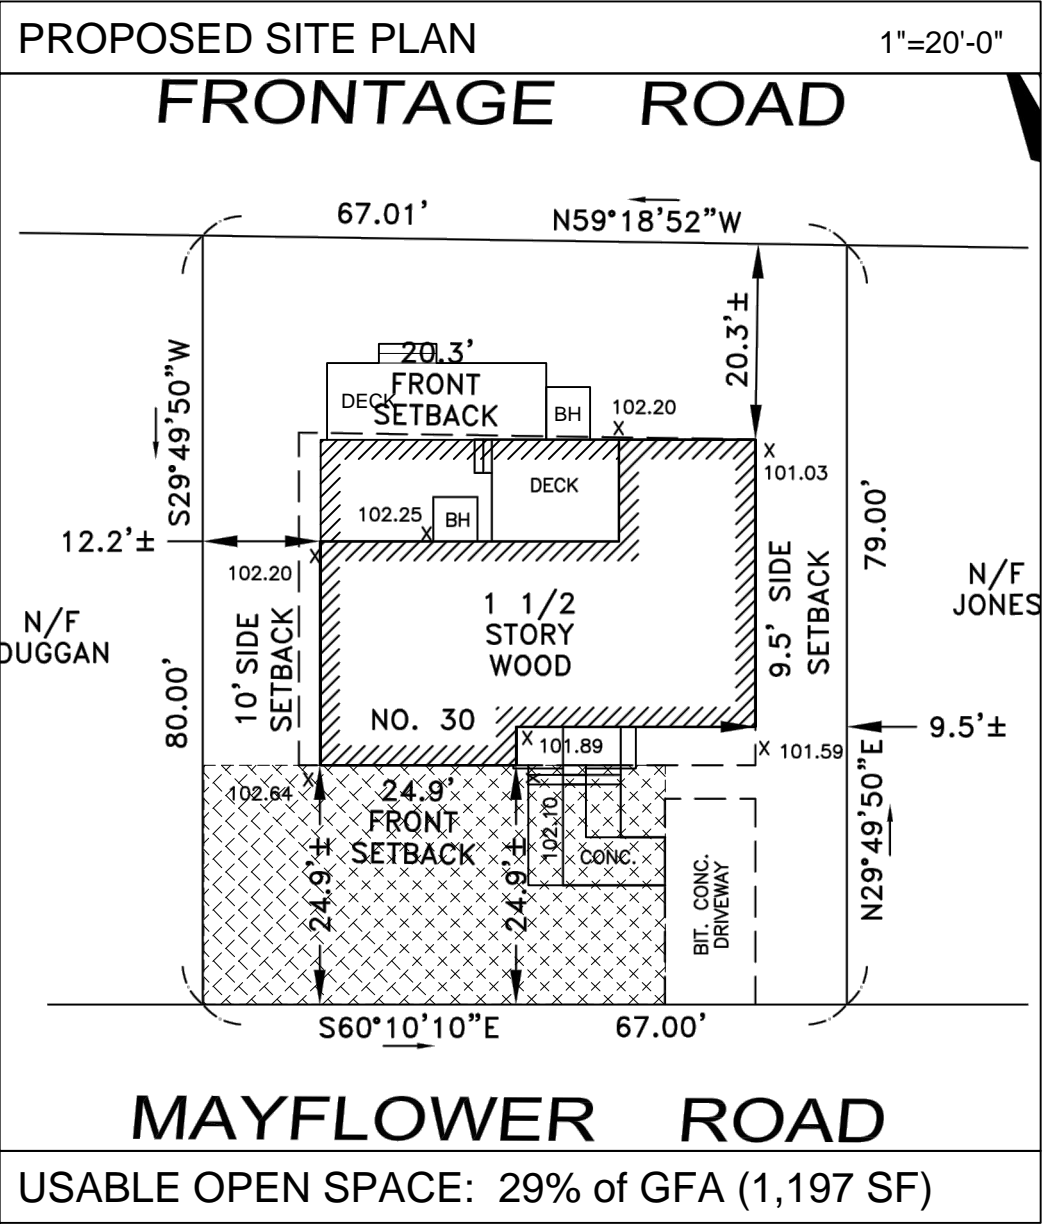 PROPOSED SITE PLAN 1"=20'-0"
FRONTAGE ROAD
67.01' N59°18'52"W
20.3'±
S29°49'50"W
20.3'
FRONT
SETBACK
DECK
BH
102.20
X
X
101.03
DECK
102.25
X
BH
12.2'±
X
102.20
79.00'
9.5' SIDE
SETBACK
N/F
JONES
N/F
DUGGAN
1 1/2
STORY
WOOD
10' SIDE
SETBACK
80.00'
NO. 30
X 101.89
X 101.59
9.5'±
X
102.64
X
24.9'
FRONT
SETBACK
24.9'±
24.9'±
102.10
CONC.
BIT. CONC.
DRIVEWAY
N29°49'50"E
S60°10'10"E 67.00'
MAYFLOWER ROAD
USABLE OPEN SPACE: 29% of GFA (1,197 SF)